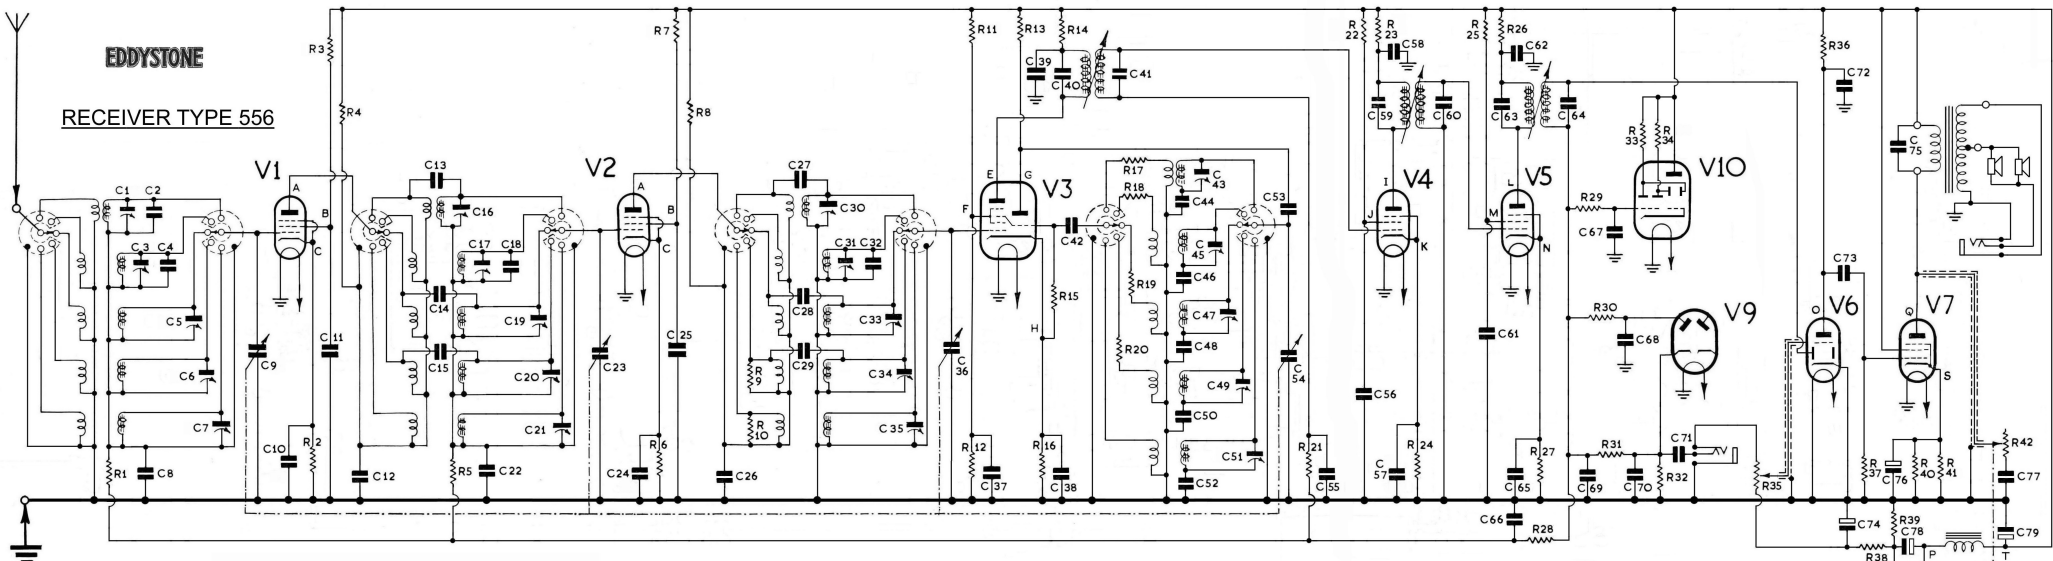 EDDYSTONE
RECEIVER TYPE 556
R3
R4
R7
R8
R11
R13
R14
C39
C40
C41
R22
R23
C58
C59
C60
R25
R26
C62
C63
C64
R36
C72
R33
R34
C75
V1
V2
V3
V4
V5
V10
V9
V6
V7
C1
C2
C3
C4
C5
C6
C7
C8
R1
A
B
C
C9
C10
R2
C11
C12
C13
C14
C15
C16
C17
C18
C19
C20
C21
C22
R5
A
B
C
C23
C24
R6
C25
C26
C27
C28
C29
R9
R10
C30
C31
C32
C33
C34
C35
C36
E
G
F
H
C42
R15
R12
C37
R16
C38
R17
R18
R19
R20
C43
C44
C45
C46
C47
C48
C49
C50
C51
C52
C53
C54
R21
C55
I
J
K
C56
C57
R24
L
M
N
C61
C65
R27
C66
R28
R29
C67
R30
C68
R31
C69
C70
C71
R32
R35
O
C73
Q
S
R37
C76
R40
R41
R42
C77
C74
R38
R39
C78
P
T
C79